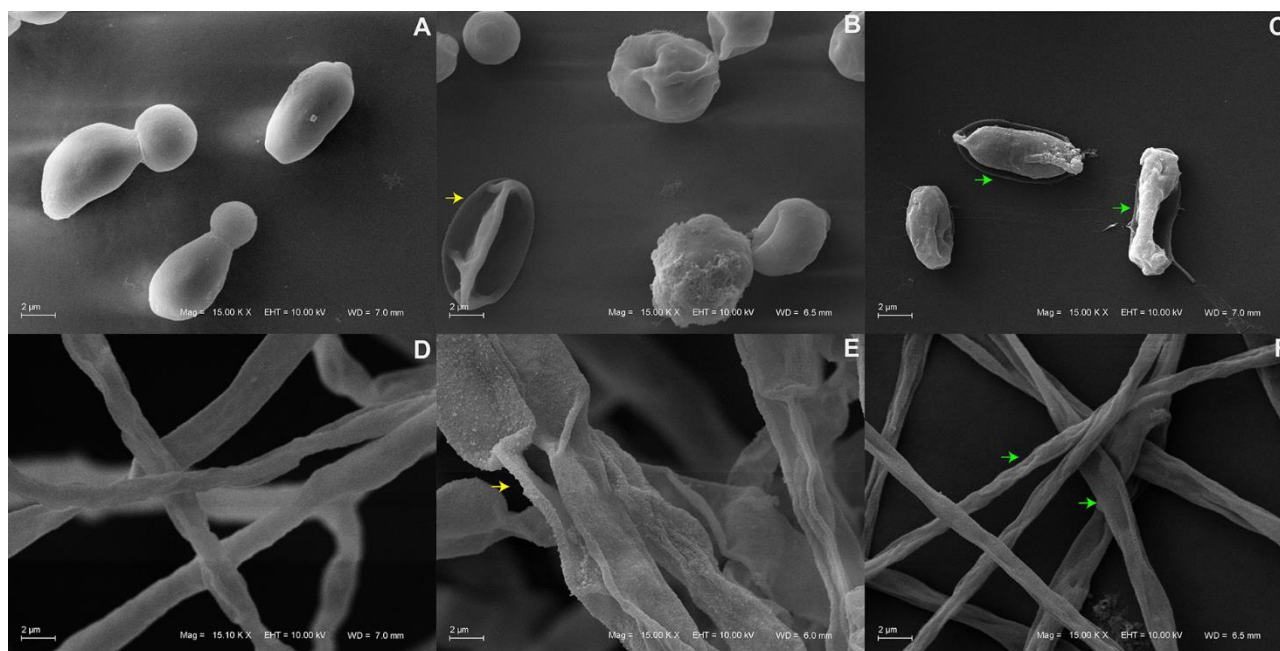 A
2 µm
Mag = 15.00 K X EHT = 10.00 kV WD = 7.0 mm
B
2 µm
Mag = 15.00 K X EHT = 10.00 kV WD = 6.5 mm
C
2 µm
Mag = 15.00 K X EHT = 10.00 kV WD = 7.0 mm
D
2 µm
Mag = 15.10 K X EHT = 10.00 kV WD = 7.0 mm
E
2 µm
Mag = 15.00 K X EHT = 10.00 kV WD = 6.0 mm
F
2 µm
Mag = 15.00 K X EHT = 10.00 kV WD = 6.5 mm